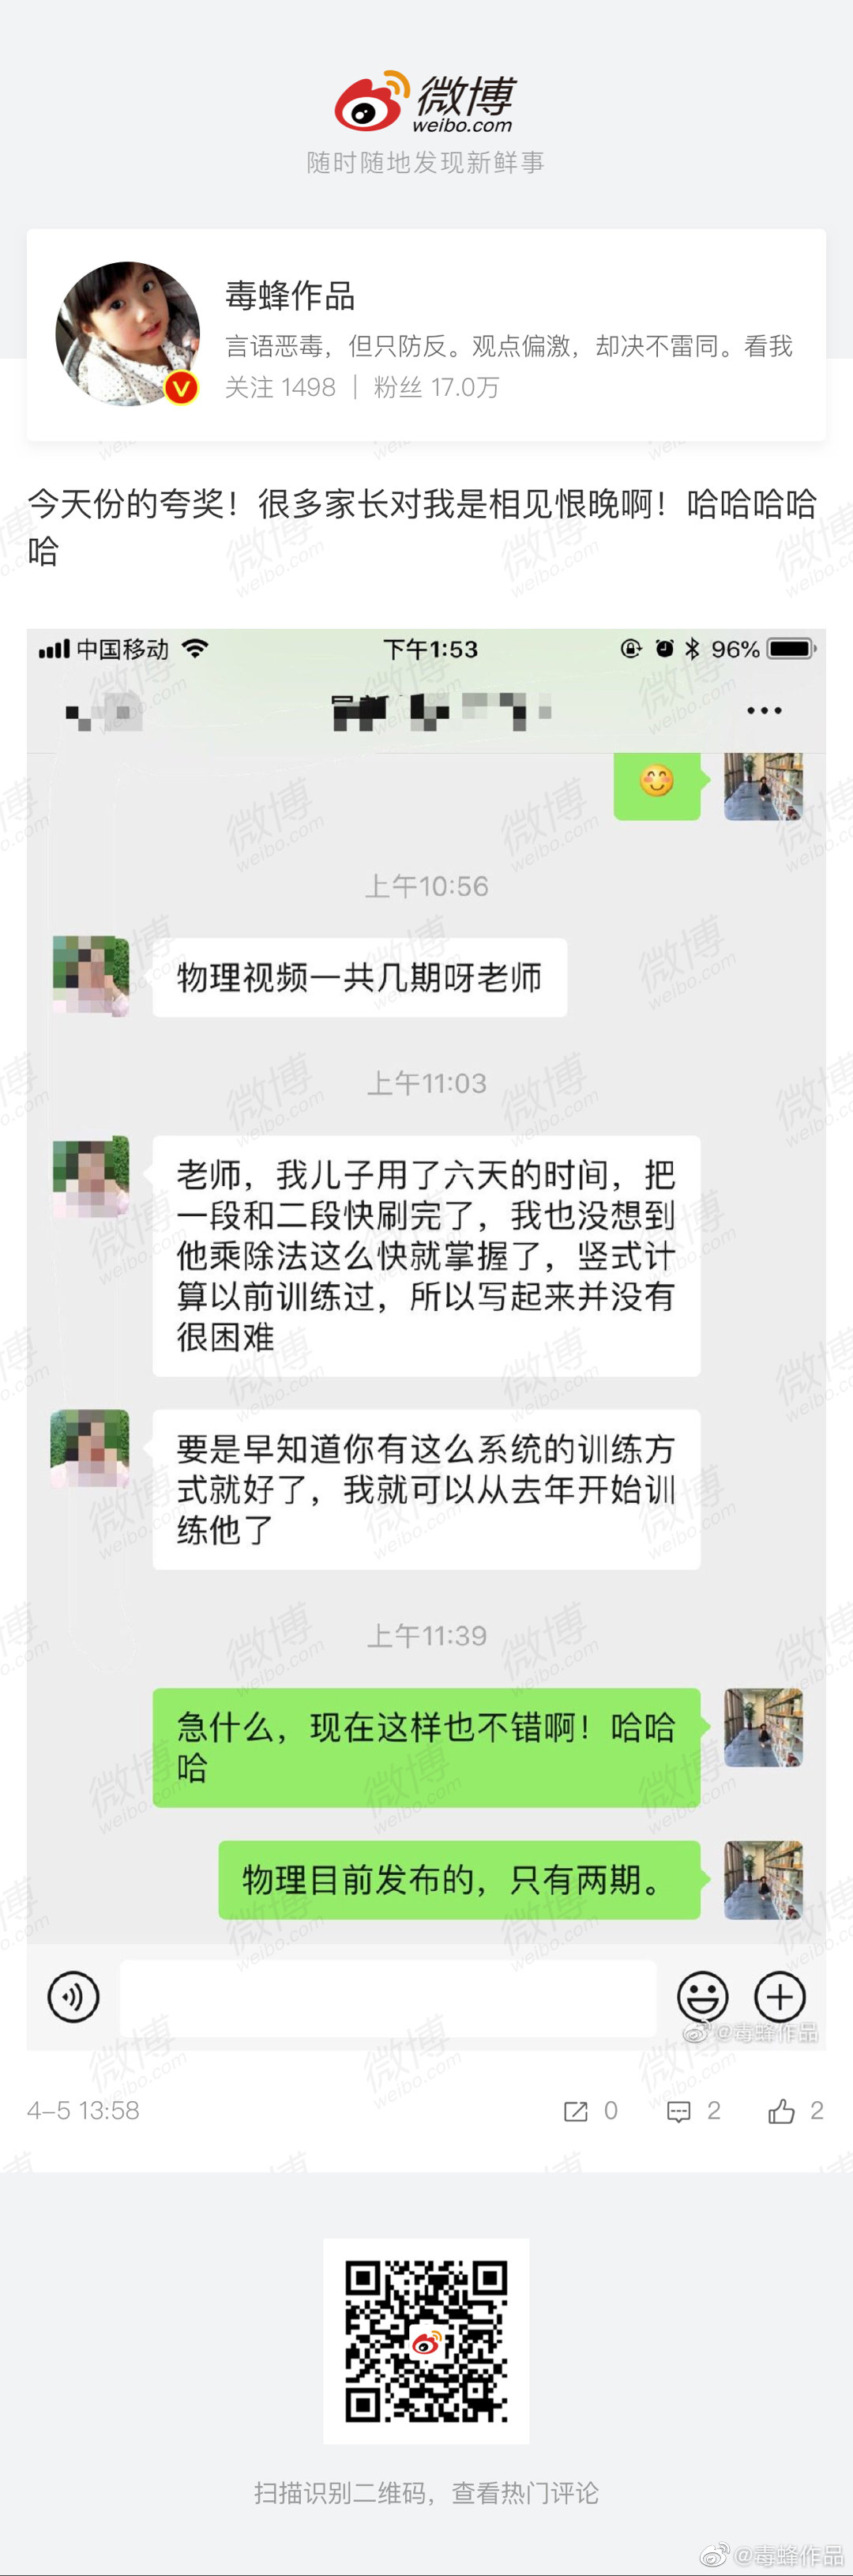 微博
weibo.com
随时随地发现新鲜事
毒蜂作品
言语恶毒，但只防反。观点偏激，却决不雷同。看我
关注 1498 | 粉丝 17.0万
今天份的夸奖！很多家长对我是相见恨晚啊！哈哈哈哈
哈
中国移动 下午1:53 96%
上午10:56
物理视频一共几期呀老师
上午11:03
老师，我儿子用了六天的时间，把
一段和二段快刷完了，我也没想到
他乘除法这么快就掌握了，竖式计
算以前训练过，所以写起来并没有
很困难
要是早知道你有这么系统的训练方
式就好了，我就可以从去年开始训
练他了
上午11:39
急什么，现在这样也不错啊！哈哈
哈
物理目前发布的，只有两期。
@毒蜂作品
4-5 13:58 0 2 2
扫描识别二维码，查看热门评论
@毒蜂作品